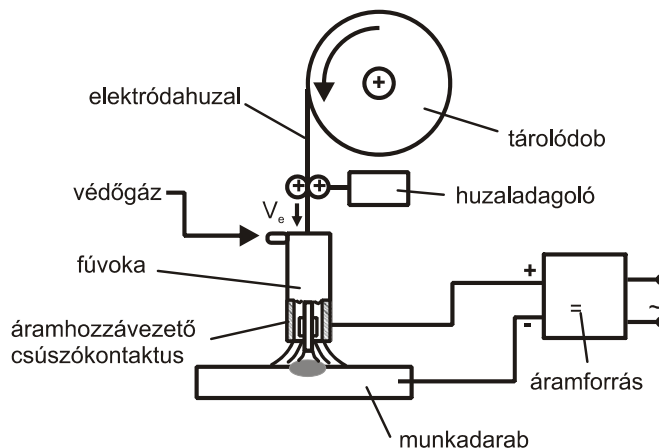 elektródahuzal
tárolódob
védőgáz
huzaladagoló
Ve
fúvoka
+
=
~
-
áramhozzávezető
csúszókontaktus
áramforrás
munkadarab